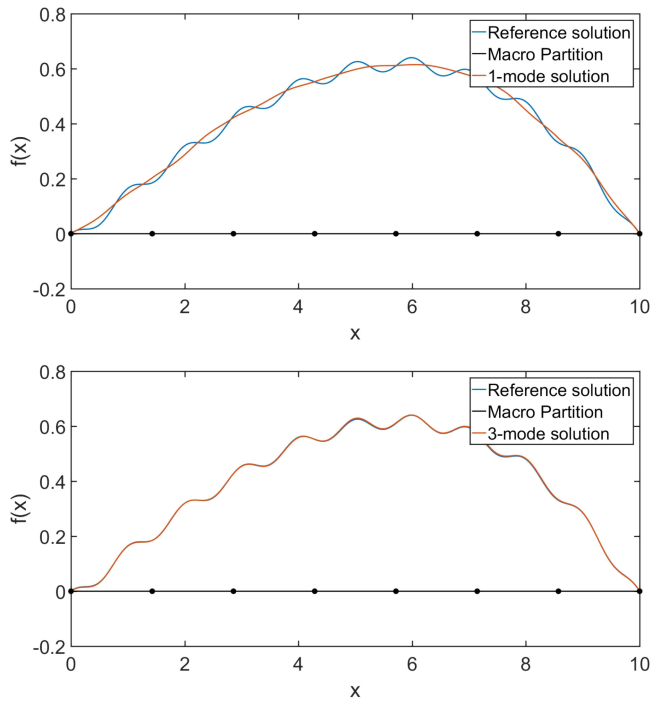 0.8
0.6
0.4
0.2
0
-0.2
f(x)
Reference solution
Macro Partition
1-mode solution
0 2 4 6 8 10
x
0.8
0.6
0.4
0.2
0
-0.2
f(x)
Reference solution
Macro Partition
3-mode solution
0 2 4 6 8 10
x